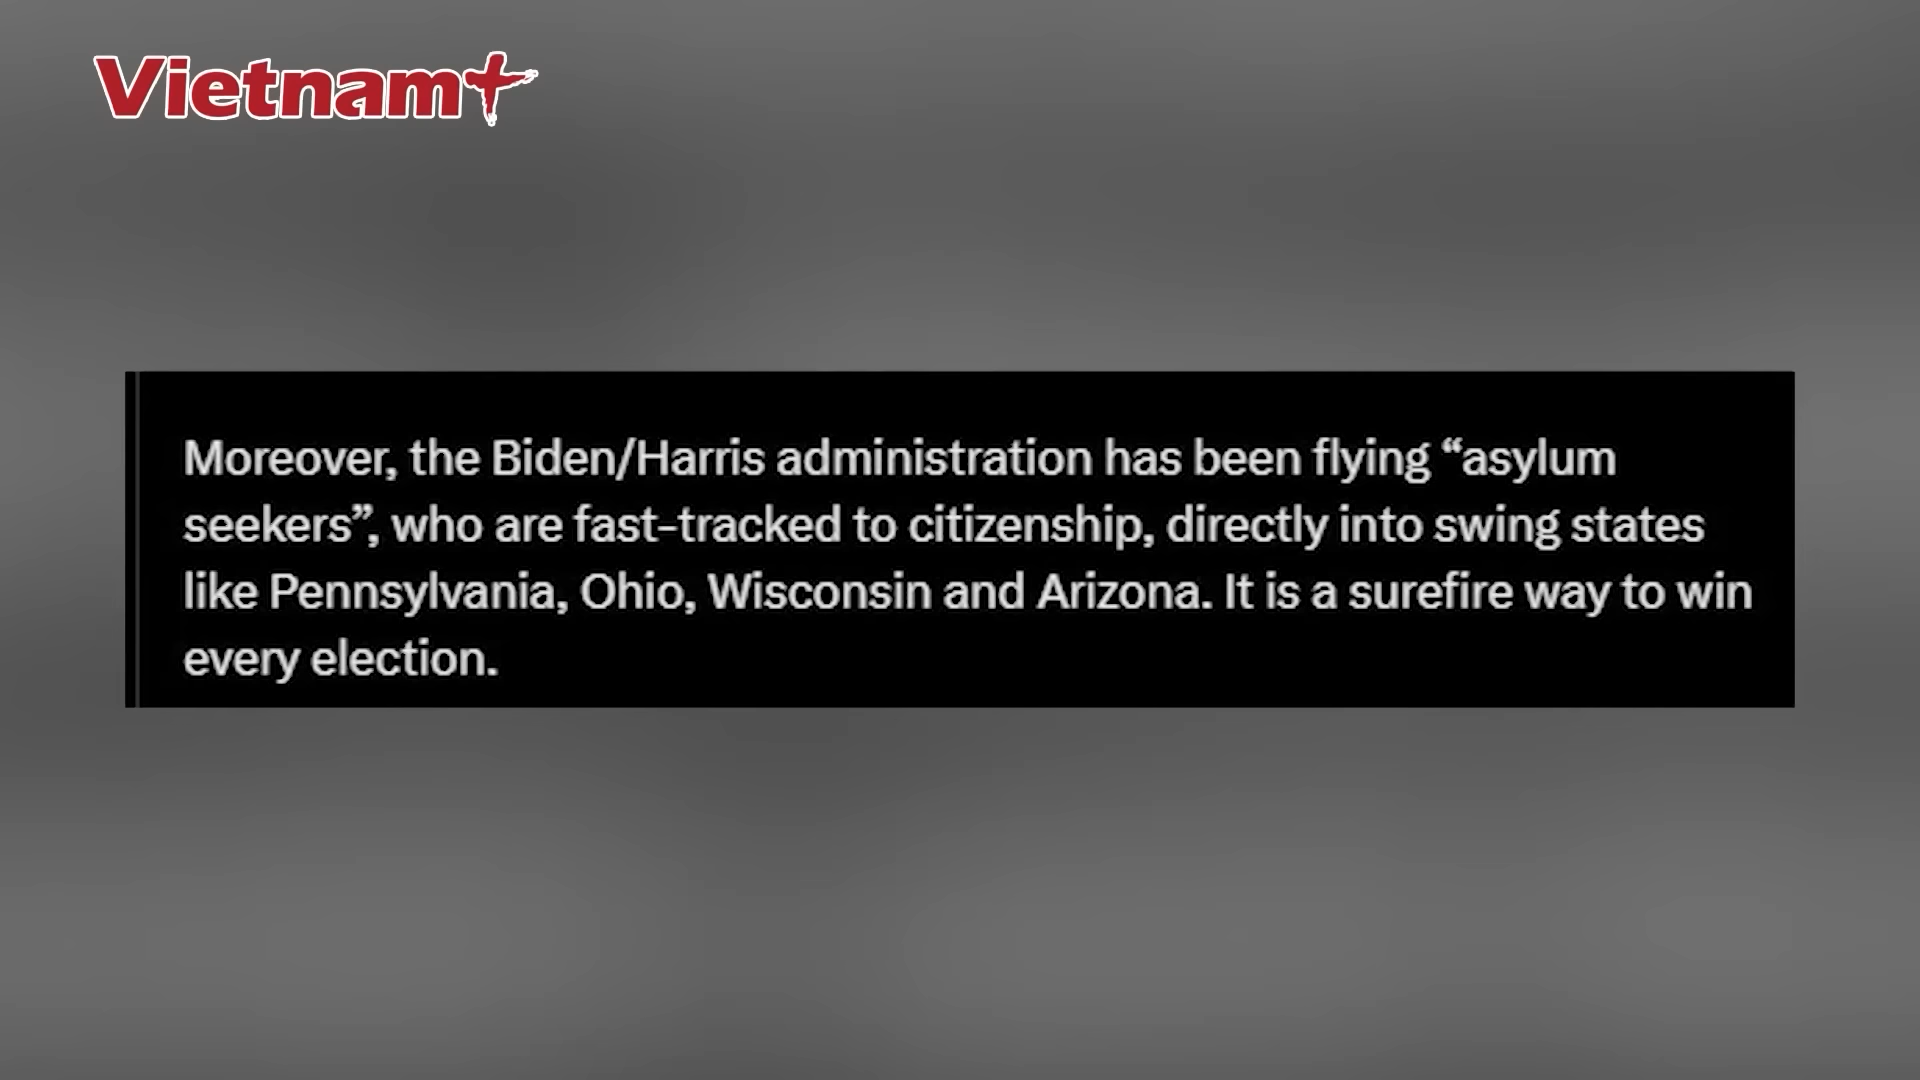 Vietnam+
Moreover, the Biden/Harris administration has been flying “asylum
seekers”, who are fast-tracked to citizenship, directly into swing states
like Pennsylvania, Ohio, Wisconsin and Arizona. It is a surefire way to win
every election.